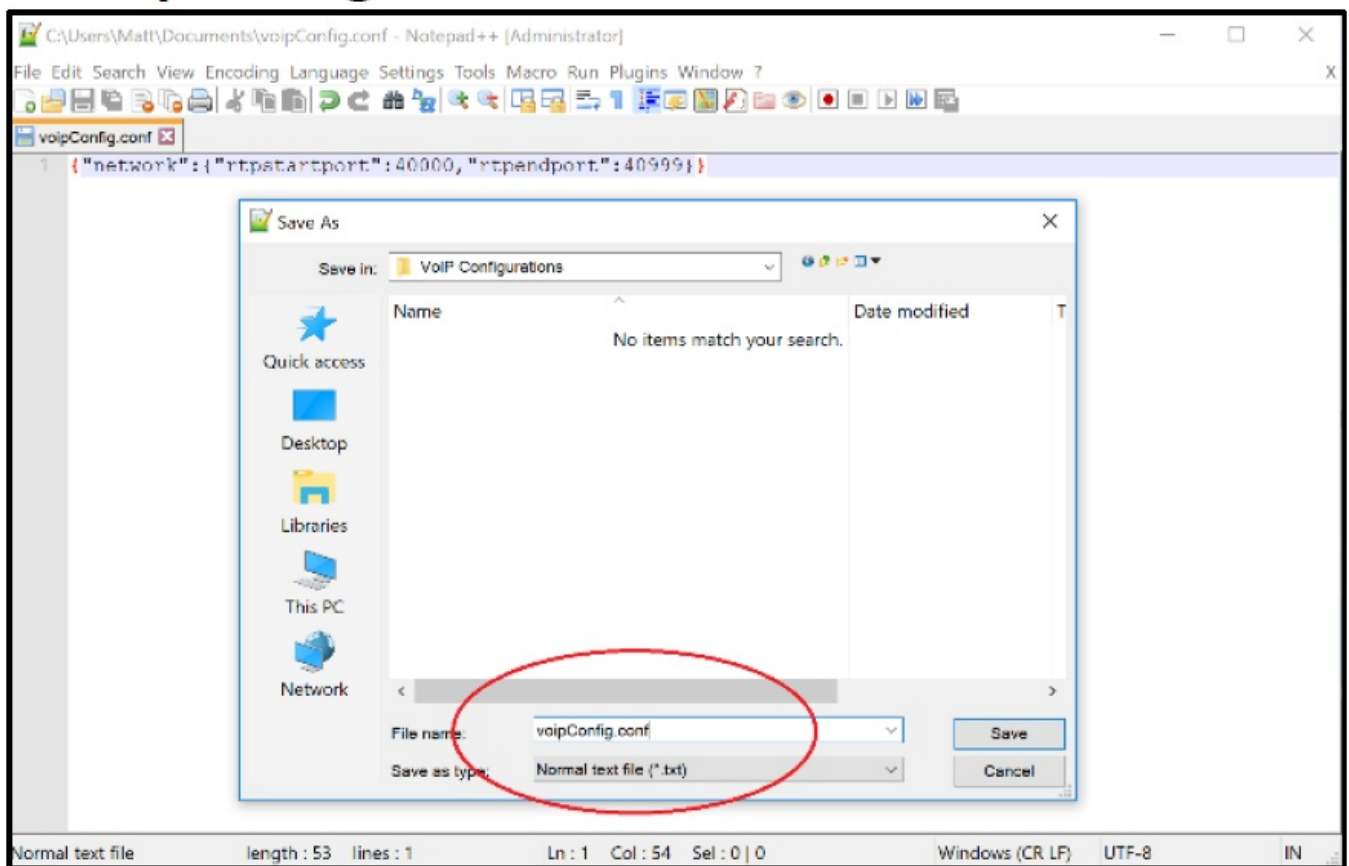 C:\Users\Matt\Documents\voipConfig.conf - Notepad++ [Administrator]
File Edit Search View Encoding Language Settings Tools Macro Run Plugins Window ? X
voipConfig.conf
1 {"network":{"rtpstartport":40000,"rtpendport":40999}}
Save As
Save in: VoIP Configurations
Name Date modified T
No items match your search.
Quick access
Desktop
Libraries
This PC
Network
File name: voipConfig.conf Save
Save as type: Normal text file (*.txt) Cancel
Normal text file length : 53 lines : 1 Ln : 1 Col : 54 Sel : 0 | 0 Windows (CR LF) UTF-8 IN